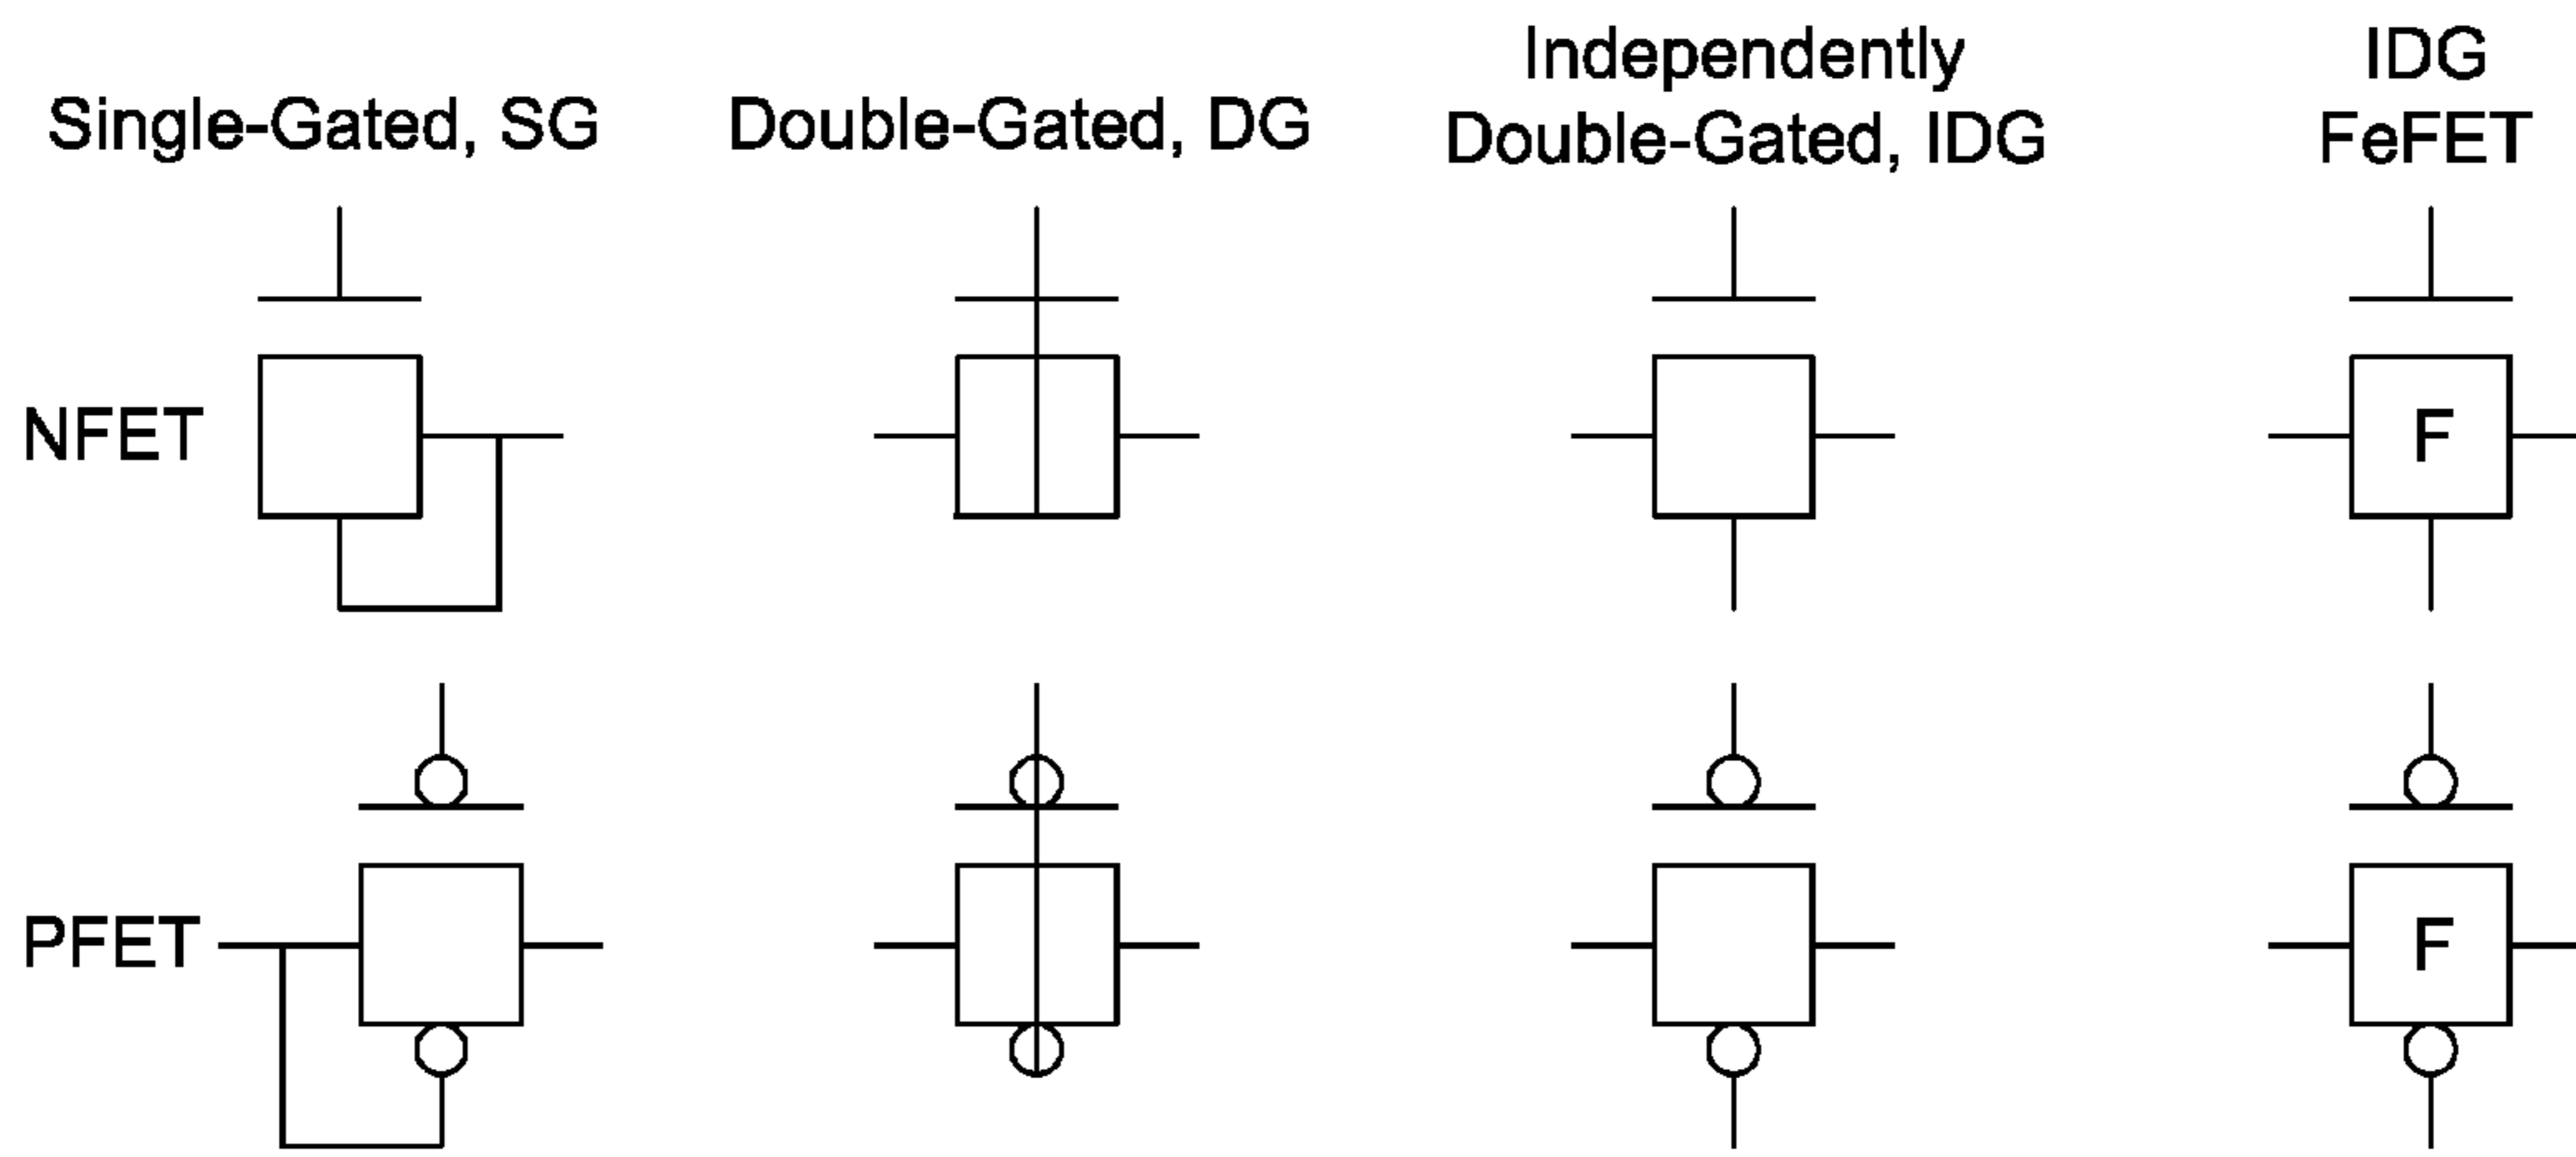 Single-Gated, SG
Double-Gated, DG
Independently
Double-Gated, IDG
IDG
FeFET
NFET
F
PFET
F